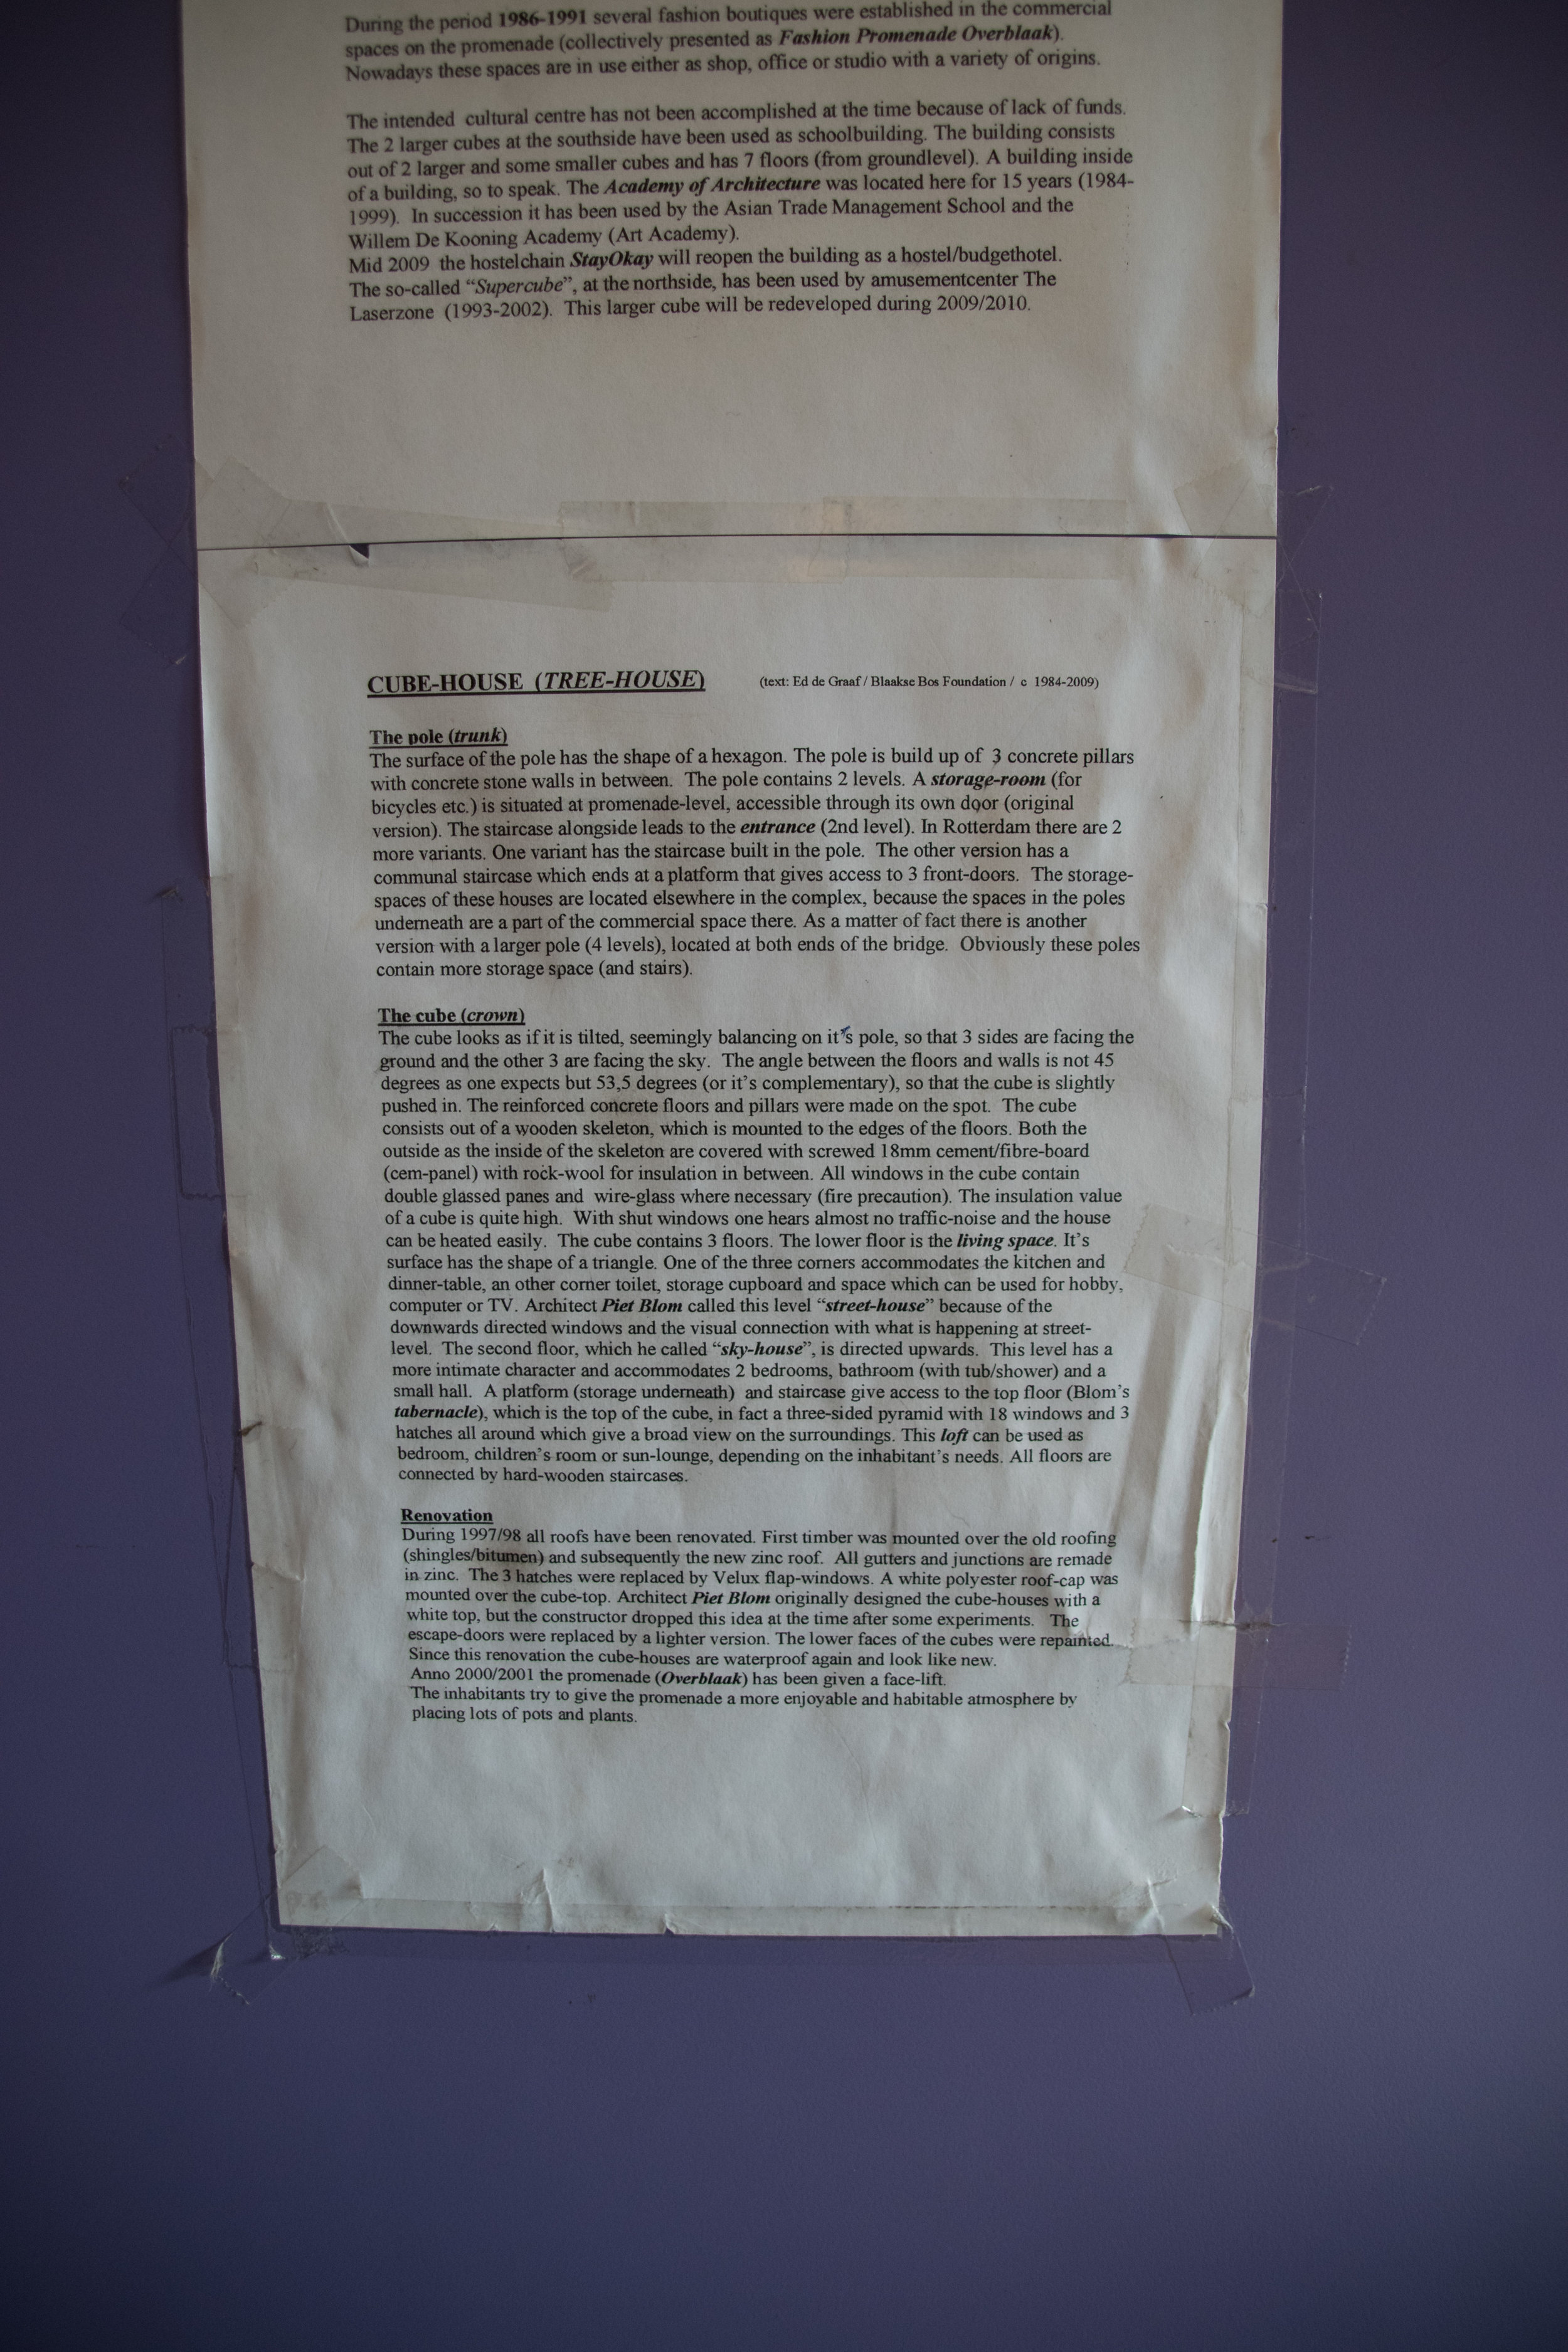 During the period 1986-1991 several fashion boutiques were established in the commercial
spaces on the promenade (collectively presented as Fashion Promenade Overblaak).
Nowadays these spaces are in use either as shop, office or studio with a variety of origins.
The intended cultural centre has not been accomplished at the time because of lack of funds.
The 2 larger cubes at the southside have been used as schoolbuilding. The building consists
out of 2 larger and some smaller cubes and has 7 floors (from groundlevel). A building inside
of a building, so to speak. The Academy of Architecture was located here for 15 years (1984-
1999). In succession it has been used by the Asian Trade Management School and the
Willem De Kooning Academy (Art Academy).
Mid 2009 the hostelchain StayOkay will reopen the building as a hostel/budgethotel.
The so-called “Supercube”, at the northside, has been used by amusementcenter The
Laserzone (1993-2002). This larger cube will be redeveloped during 2009/2010.
CUBE-HOUSE (TREE-HOUSE) (text: Ed de Graaf / Blaakse Bos Foundation / c 1984-2009)
The pole (trunk)
The surface of the pole has the shape of a hexagon. The pole is build up of 3 concrete pillars
with concrete stone walls in between. The pole contains 2 levels. A storage-room (for
bicycles etc.) is situated at promenade-level, accessible through its own door (original
version). The staircase alongside leads to the entrance (2nd level). In Rotterdam there are 2
more variants. One variant has the staircase built in the pole. The other version has a
communal staircase which ends at a platform that gives access to 3 front-doors. The storage-
spaces of these houses are located elsewhere in the complex, because the spaces in the poles
underneath are a part of the commercial space there. As a matter of fact there is another
version with a larger pole (4 levels), located at both ends of the bridge. Obviously these poles
contain more storage space (and stairs).
The cube (crown)
The cube looks as if it is tilted, seemingly balancing on it's pole, so that 3 sides are facing the
ground and the other 3 are facing the sky. The angle between the floors and walls is not 45
degrees as one expects but 53,5 degrees (or it’s complementary), so that the cube is slightly
pushed in. The reinforced concrete floors and pillars were made on the spot. The cube
consists out of a wooden skeleton, which is mounted to the edges of the floors. Both the
outside as the inside of the skeleton are covered with screwed 18mm cement/fibre-board
(cem-panel) with rock-wool for insulation in between. All windows in the cube contain
double glassed panes and wire-glass where necessary (fire precaution). The insulation value
of a cube is quite high. With shut windows one hears almost no traffic-noise and the house
can be heated easily. The cube contains 3 floors. The lower floor is the living space. It’s
surface has the shape of a triangle. One of the three corners accommodates the kitchen and
dinner-table, an other corner toilet, storage cupboard and space which can be used for hobby,
computer or TV. Architect Piet Blom called this level “street-house” because of the
downwards directed windows and the visual connection with what is happening at street-
level. The second floor, which he called “sky-house”, is directed upwards. This level has a
more intimate character and accommodates 2 bedrooms, bathroom (with tub/shower) and a
small hall. A platform (storage underneath) and staircase give access to the top floor (Blom’s
tabernacle), which is the top of the cube, in fact a three-sided pyramid with 18 windows and 3
hatches all around which give a broad view on the surroundings. This loft can be used as
bedroom, children’s room or sun-lounge, depending on the inhabitant’s needs. All floors are
connected by hard-wooden staircases.
Renovation
During 1997/98 all roofs have been renovated. First timber was mounted over the old roofing
(shingles/bitumen) and subsequently the new zinc roof. All gutters and junctions are remade
in zinc. The 3 hatches were replaced by Velux flap-windows. A white polyester roof-cap was
mounted over the cube-top. Architect Piet Blom originally designed the cube-houses with a
white top, but the constructor dropped this idea at the time after some experiments. The
escape-doors were replaced by a lighter version. The lower faces of the cubes were repainted.
Since this renovation the cube-houses are waterproof again and look like new.
Anno 2000/2001 the promenade (Overblaak) has been given a face-lift.
The inhabitants try to give the promenade a more enjoyable and habitable atmosphere by
placing lots of pots and plants.